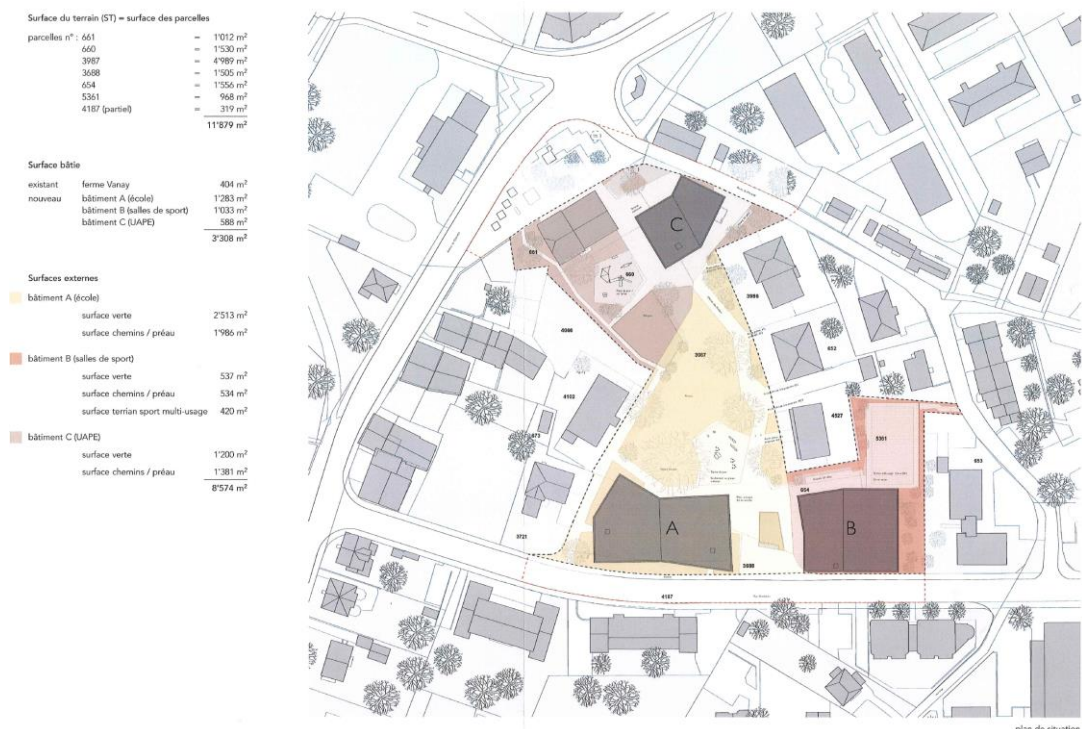 Surface du terrain (ST) = surface des parcelles
parcelles n° : 661 = 1'012 m²
660 = 1'530 m²
3987 = 4'989 m²
3688 = 1'505 m²
654 = 1'556 m²
5361 = 968 m²
4187 (partiel) = 319 m²
11'879 m²
Surface bâtie
existant ferme Vanay 404 m²
nouveau bâtiment A (école) 1'283 m²
bâtiment B (salles de sport) 1'033 m²
bâtiment C (UAPE) 588 m²
3'308 m²
Surfaces externes
bâtiment A (école)
surface verte 2'513 m²
surface chemins / préau 1'986 m²
bâtiment B (salles de sport)
surface verte 537 m²
surface chemins / préau 534 m²
surface terrian sport multi-usage 420 m²
bâtiment C (UAPE)
surface verte 1'200 m²
surface chemins / préau 1'381 m²
8'574 m²
C
661
660
3986
4986
652
4103
4927
5361
673
653
654
A
B
5721
4187
plan de situation